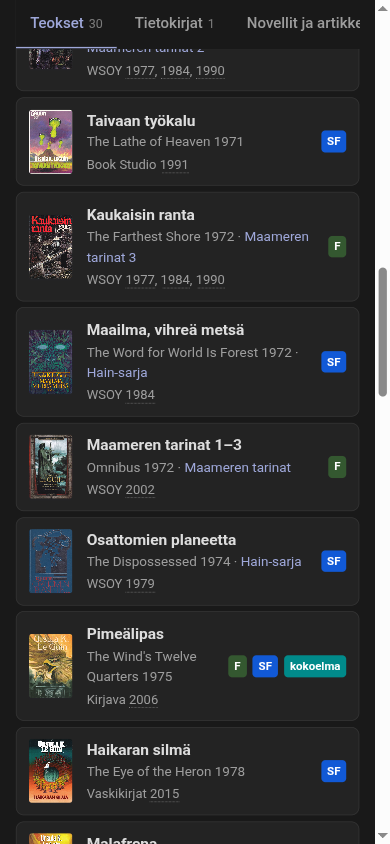 Teokset 30 Tietokirjat 1 Novellit ja artikke
Maameren tarinat 2
WSOY 1977, 1984, 1990
Taivaan työkalu
The Lathe of Heaven 1971
SF
Book Studio 1991
Kaukaisin ranta
The Farthest Shore 1972 · Maameren
tarinat 3
F
WSOY 1977, 1984, 1990
Maailma, vihreä metsä
The Word for World Is Forest 1972 ·
Hain-sarja
SF
WSOY 1984
Maameren tarinat 1–3
Omnibus 1972 · Maameren tarinat
F
WSOY 2002
Osattomien planeetta
The Dispossessed 1974 · Hain-sarja
SF
WSOY 1979
Pimeälipas
The Wind's Twelve
Quarters 1975
F SF kokoelma
Kirjava 2006
Haikaran silmä
The Eye of the Heron 1978
SF
Vaskikirjat 2015
Malafrena